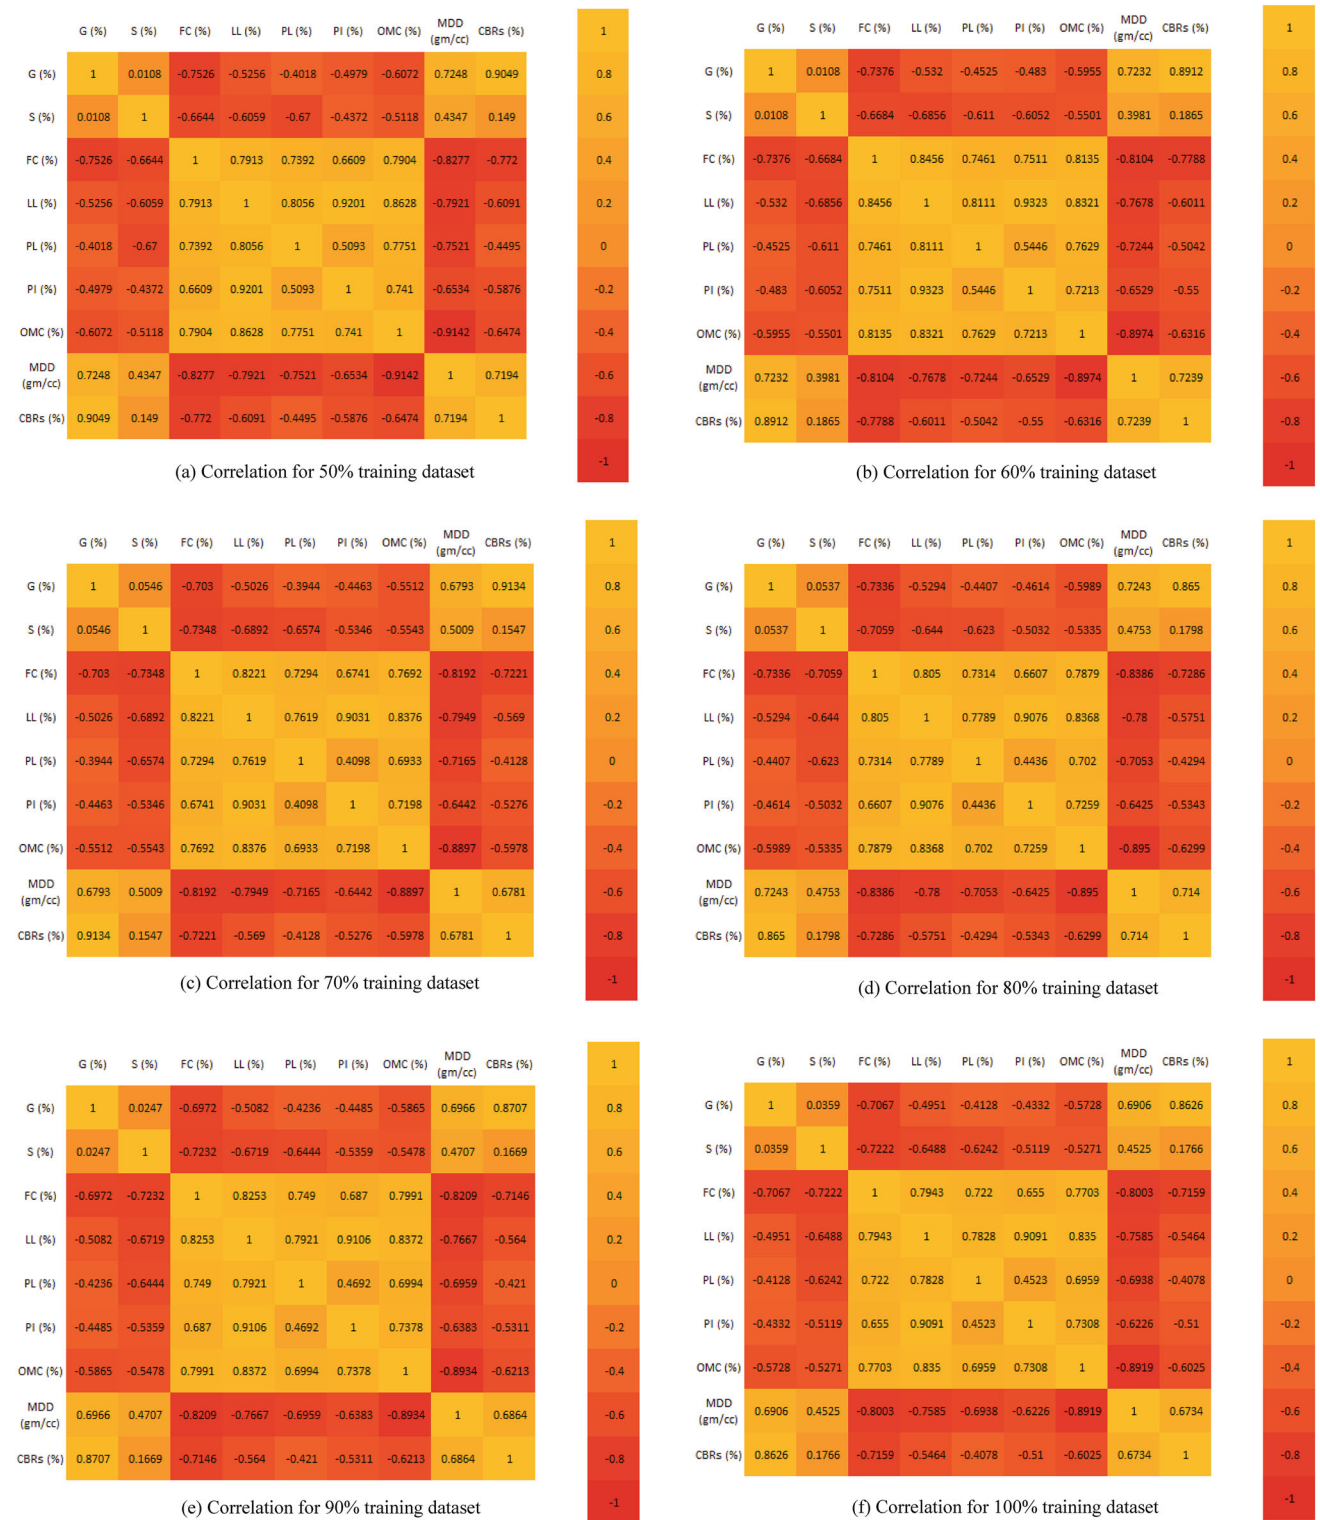 G (%) S (%) FC (%) LL (%) PL (%) PI (%) OMC (%) MDD (gm/cc) CBRs (%)
G (%) 1 0.0108 -0.7526 -0.5256 -0.4018 -0.4979 -0.6072 0.7248 0.9049
S (%) 0.0108 1 -0.6644 -0.6059 -0.67 -0.4372 -0.5118 0.4347 0.149
FC (%) -0.7526 -0.6644 1 0.7913 0.7392 0.6609 0.7904 -0.8277 -0.772
LL (%) -0.5256 -0.6059 0.7913 1 0.8056 0.9201 0.8628 -0.7921 -0.6091
PL (%) -0.4018 -0.67 0.7392 0.8056 1 0.5093 0.7751 -0.7521 -0.4495
PI (%) -0.4979 -0.4372 0.6609 0.9201 0.5093 1 0.741 -0.6534 -0.5876
OMC (%) -0.6072 -0.5118 0.7904 0.8628 0.7751 0.741 1 -0.9142 -0.6474
MDD (gm/cc) 0.7248 0.4347 -0.8277 -0.7921 -0.7521 -0.6534 -0.9142 1 0.7194
CBRs (%) 0.9049 0.149 -0.772 -0.6091 -0.4495 -0.5876 -0.6474 0.7194 1
1
0.8
0.6
0.4
0.2
0
-0.2
-0.4
-0.6
-0.8
-1
(a) Correlation for 50% training dataset
G (%) S (%) FC (%) LL (%) PL (%) PI (%) OMC (%) MDD (gm/cc) CBRs (%)
G (%) 1 0.0108 -0.7376 -0.532 -0.4525 -0.483 -0.5955 0.7232 0.8912
S (%) 0.0108 1 -0.6684 -0.6856 -0.611 -0.6052 -0.5501 0.3981 0.1865
FC (%) -0.7376 -0.6684 1 0.8456 0.7461 0.7511 0.8135 -0.8104 -0.7788
LL (%) -0.532 -0.6856 0.8456 1 0.8111 0.9323 0.8321 -0.7678 -0.6011
PL (%) -0.4525 -0.611 0.7461 0.8111 1 0.5446 0.7629 -0.7244 -0.5042
PI (%) -0.483 -0.6052 0.7511 0.9323 0.5446 1 0.7213 -0.6529 -0.55
OMC (%) -0.5955 -0.5501 0.8135 0.8321 0.7629 0.7213 1 -0.8974 -0.6316
MDD (gm/cc) 0.7232 0.3981 -0.8104 -0.7678 -0.7244 -0.6529 -0.8974 1 0.7239
CBRs (%) 0.8912 0.1865 -0.7788 -0.6011 -0.5042 -0.55 -0.6316 0.7239 1
1
0.8
0.6
0.4
0.2
0
-0.2
-0.4
-0.6
-0.8
-1
(b) Correlation for 60% training dataset
G (%) S (%) FC (%) LL (%) PL (%) PI (%) OMC (%) MDD (gm/cc) CBRs (%)
G (%) 1 0.0546 -0.703 -0.5026 -0.3944 -0.4463 -0.5512 0.6793 0.9134
S (%) 0.0546 1 -0.7348 -0.6892 -0.6574 -0.5346 -0.5543 0.5009 0.1547
FC (%) -0.703 -0.7348 1 0.8221 0.7294 0.6741 0.7692 -0.8192 -0.7221
LL (%) -0.5026 -0.6892 0.8221 1 0.7619 0.9031 0.8376 -0.7949 -0.569
PL (%) -0.3944 -0.6574 0.7294 0.7619 1 0.4098 0.6933 -0.7165 -0.4128
PI (%) -0.4463 -0.5346 0.6741 0.9031 0.4098 1 0.7198 -0.6442 -0.5276
OMC (%) -0.5512 -0.5543 0.7692 0.8376 0.6933 0.7198 1 -0.8897 -0.5978
MDD (gm/cc) 0.6793 0.5009 -0.8192 -0.7949 -0.7165 -0.6442 -0.8897 1 0.6781
CBRs (%) 0.9134 0.1547 -0.7221 -0.569 -0.4128 -0.5276 -0.5978 0.6781 1
1
0.8
0.6
0.4
0.2
0
-0.2
-0.4
-0.6
-0.8
-1
(c) Correlation for 70% training dataset
G (%) S (%) FC (%) LL (%) PL (%) PI (%) OMC (%) MDD (gm/cc) CBRs (%)
G (%) 1 0.0537 -0.7336 -0.5294 -0.4407 -0.4614 -0.5989 0.7243 0.865
S (%) 0.0537 1 -0.7059 -0.644 -0.623 -0.5032 -0.5335 0.4753 0.1798
FC (%) -0.7336 -0.7059 1 0.805 0.7314 0.6607 0.7879 -0.8386 -0.7286
LL (%) -0.5294 -0.644 0.805 1 0.7789 0.9076 0.8368 -0.78 -0.5751
PL (%) -0.4407 -0.623 0.7314 0.7789 1 0.4436 0.702 -0.7053 -0.4294
PI (%) -0.4614 -0.5032 0.6607 0.9076 0.4436 1 0.7259 -0.6425 -0.5343
OMC (%) -0.5989 -0.5335 0.7879 0.8368 0.702 0.7259 1 -0.895 -0.6299
MDD (gm/cc) 0.7243 0.4753 -0.8386 -0.78 -0.7053 -0.6425 -0.895 1 0.714
CBRs (%) 0.865 0.1798 -0.7286 -0.5751 -0.4294 -0.5343 -0.6299 0.714 1
1
0.8
0.6
0.4
0.2
0
-0.2
-0.4
-0.6
-0.8
-1
(d) Correlation for 80% training dataset
G (%) S (%) FC (%) LL (%) PL (%) PI (%) OMC (%) MDD (gm/cc) CBRs (%)
G (%) 1 0.0247 -0.6972 -0.5082 -0.4236 -0.4485 -0.5865 0.6966 0.8707
S (%) 0.0247 1 -0.7232 -0.6719 -0.6444 -0.5359 -0.5478 0.4707 0.1669
FC (%) -0.6972 -0.7232 1 0.8253 0.749 0.687 0.7991 -0.8209 -0.7146
LL (%) -0.5082 -0.6719 0.8253 1 0.7921 0.9106 0.8372 -0.7667 -0.564
PL (%) -0.4236 -0.6444 0.749 0.7921 1 0.4692 0.6994 -0.6959 -0.421
PI (%) -0.4485 -0.5359 0.687 0.9106 0.4692 1 0.7378 -0.6383 -0.5311
OMC (%) -0.5865 -0.5478 0.7991 0.8372 0.6994 0.7378 1 -0.8934 -0.6213
MDD (gm/cc) 0.6966 0.4707 -0.8209 -0.7667 -0.6959 -0.6383 -0.8934 1 0.6864
CBRs (%) 0.8707 0.1669 -0.7146 -0.564 -0.421 -0.5311 -0.6213 0.6864 1
1
0.8
0.6
0.4
0.2
0
-0.2
-0.4
-0.6
-0.8
-1
(e) Correlation for 90% training dataset
G (%) S (%) FC (%) LL (%) PL (%) PI (%) OMC (%) MDD (gm/cc) CBRs (%)
G (%) 1 0.0359 -0.7067 -0.4951 -0.4128 -0.4332 -0.5728 0.6906 0.8626
S (%) 0.0359 1 -0.7222 -0.6488 -0.6242 -0.5119 -0.5271 0.4525 0.1766
FC (%) -0.7067 -0.7222 1 0.7943 0.722 0.655 0.7703 -0.8003 -0.7159
LL (%) -0.4951 -0.6488 0.7943 1 0.7828 0.9091 0.835 -0.7585 -0.5464
PL (%) -0.4128 -0.6242 0.722 0.7828 1 0.4523 0.6959 -0.6938 -0.4078
PI (%) -0.4332 -0.5119 0.655 0.9091 0.4523 1 0.7308 -0.6226 -0.51
OMC (%) -0.5728 -0.5271 0.7703 0.835 0.6959 0.7308 1 -0.8919 -0.6025
MDD (gm/cc) 0.6906 0.4525 -0.8003 -0.7585 -0.6938 -0.6226 -0.8919 1 0.6734
CBRs (%) 0.8626 0.1766 -0.7159 -0.5464 -0.4078 -0.51 -0.6025 0.6734 1
1
0.8
0.6
0.4
0.2
0
-0.2
-0.4
-0.6
-0.8
-1
(f) Correlation for 100% training dataset